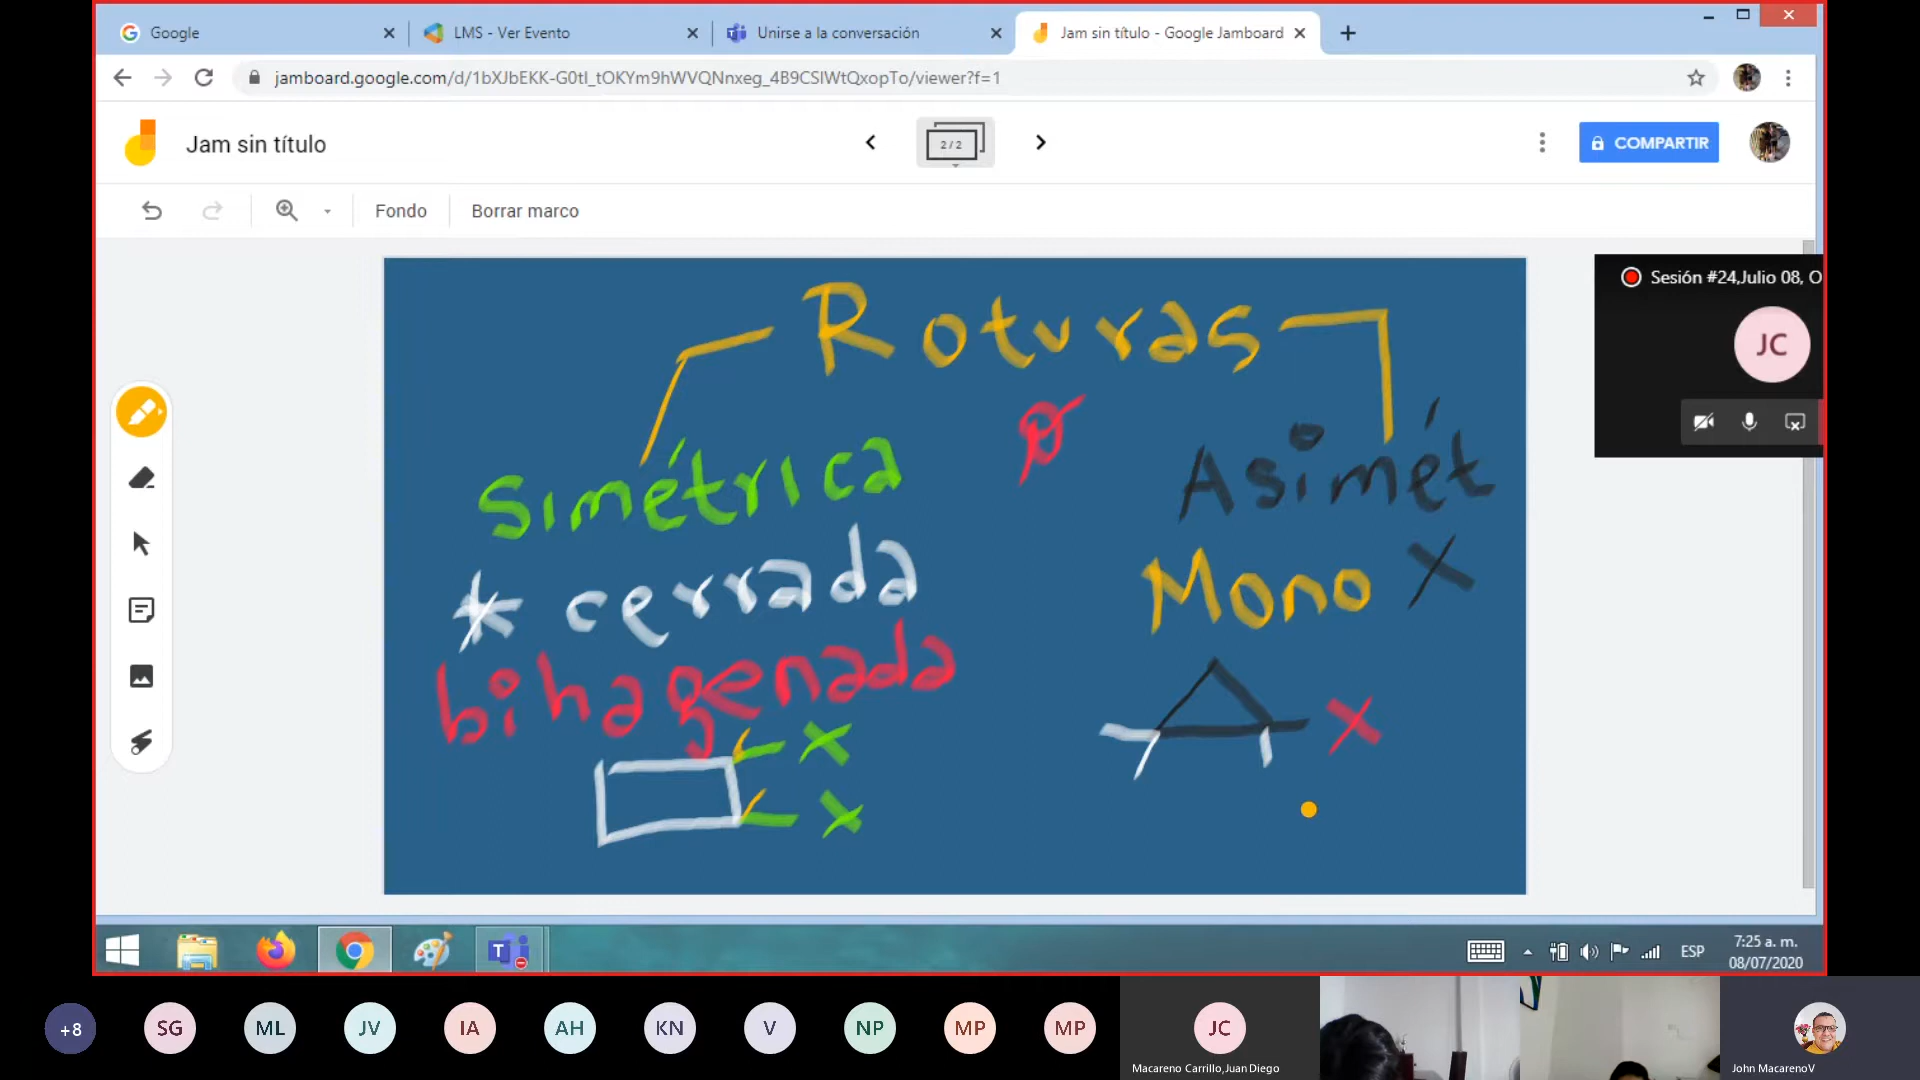 Google
LMS - Ver Evento
Unirse a la conversación
Jam sin título - Google Jamboard
jamboard.google.com/d/1bXJbEKK-G0tI_tOKYm9hWVQNnxeg_4B9CSIWtQxopTo/viewer?f=1
Jam sin título
2 / 2
COMPARTIR
Fondo
Borrar marco
Sesión #24,Julio 08, O
JC
Roturas
Simétrica
Asimét
* cerrada
Mono X
bihagenada
X
X
X
T
ESP
7:25 a. m.
08/07/2020
+8
SG
ML
JV
IA
AH
KN
V
NP
MP
MP
JC
Macareno Carrillo,Juan Diego
John MacarenoV